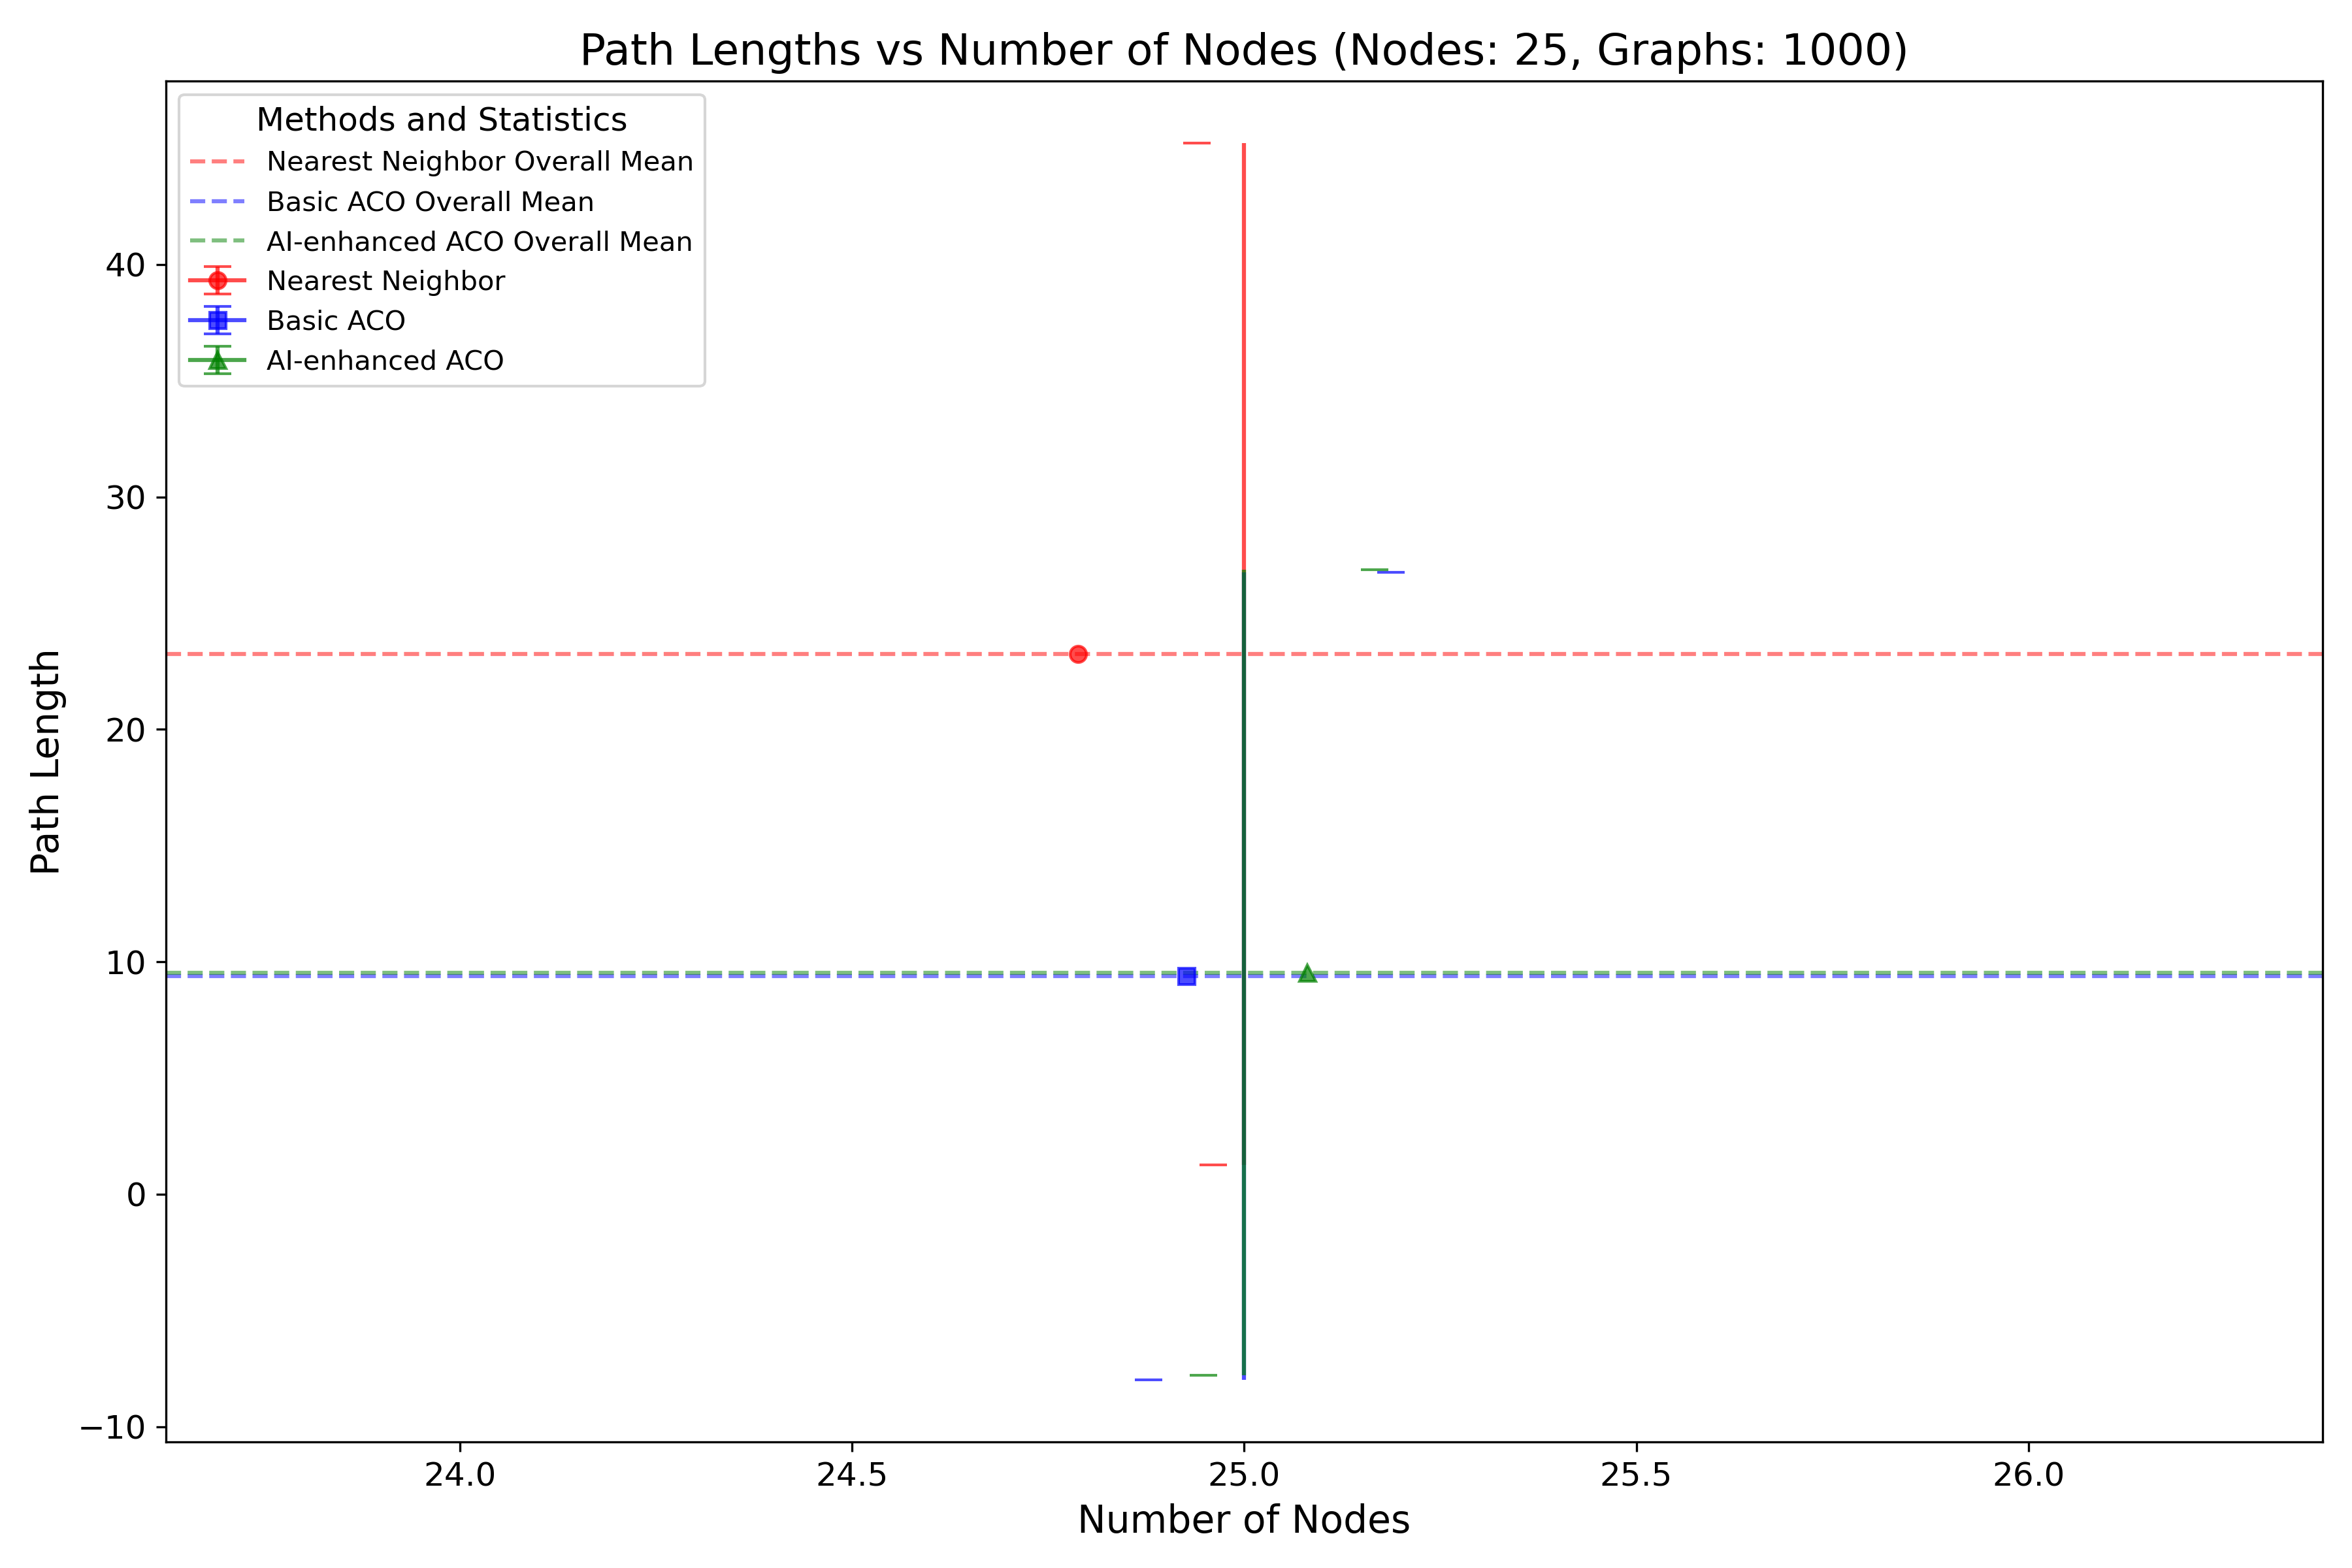 Path Lengths vs Number of Nodes (Nodes: 25, Graphs: 1000)
Methods and Statistics
Nearest Neighbor Overall Mean
Basic ACO Overall Mean
AI-enhanced ACO Overall Mean
Nearest Neighbor
Basic ACO
AI-enhanced ACO
Path Length
40
30
20
10
0
−10
24.0 24.5 25.0 25.5 26.0
Number of Nodes